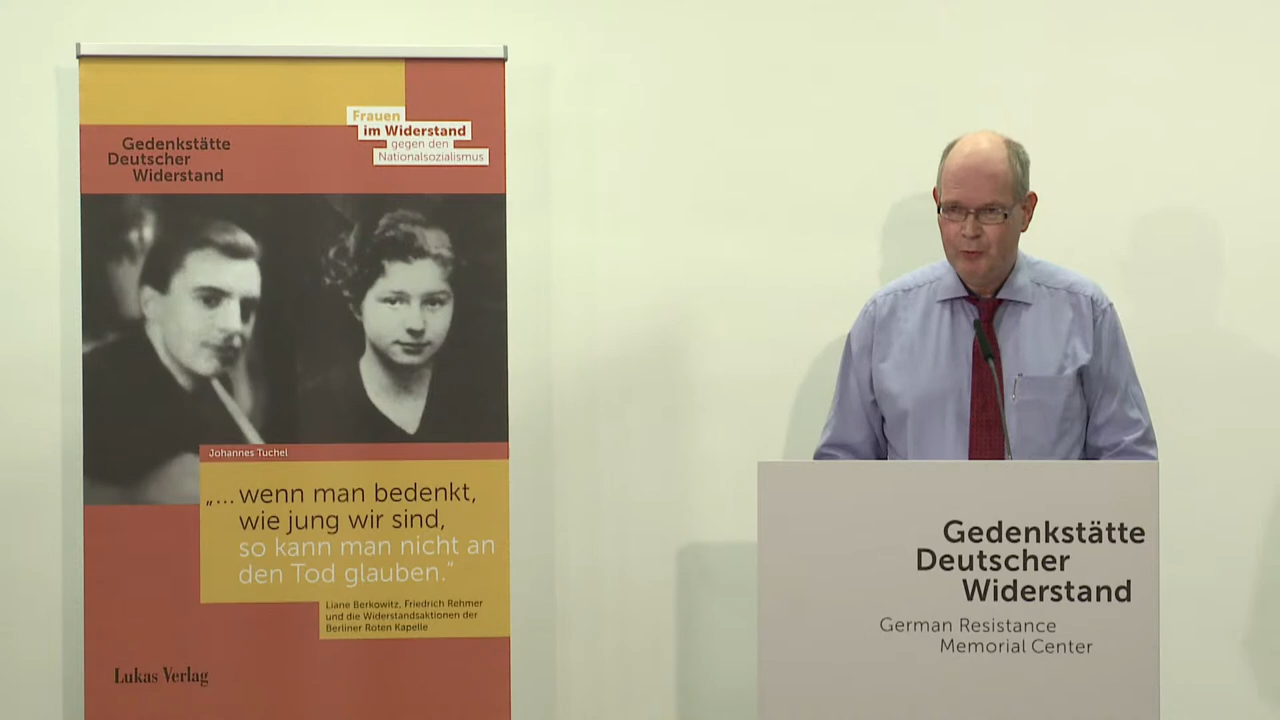 Frauen
im Widerstand
gegen den
Nationalsozialismus
Gedenkstätte
Deutscher
Widerstand
Johannes Tuchel
„... wenn man bedenkt,
wie jung wir sind,
so kann man nicht an
den Tod glauben.“
Liane Berkowitz, Friedrich Rehmer
und die Widerstandsaktionen der
Berliner Roten Kapelle
Lukas Verlag
Gedenkstätte
Deutscher
Widerstand
German Resistance
Memorial Center